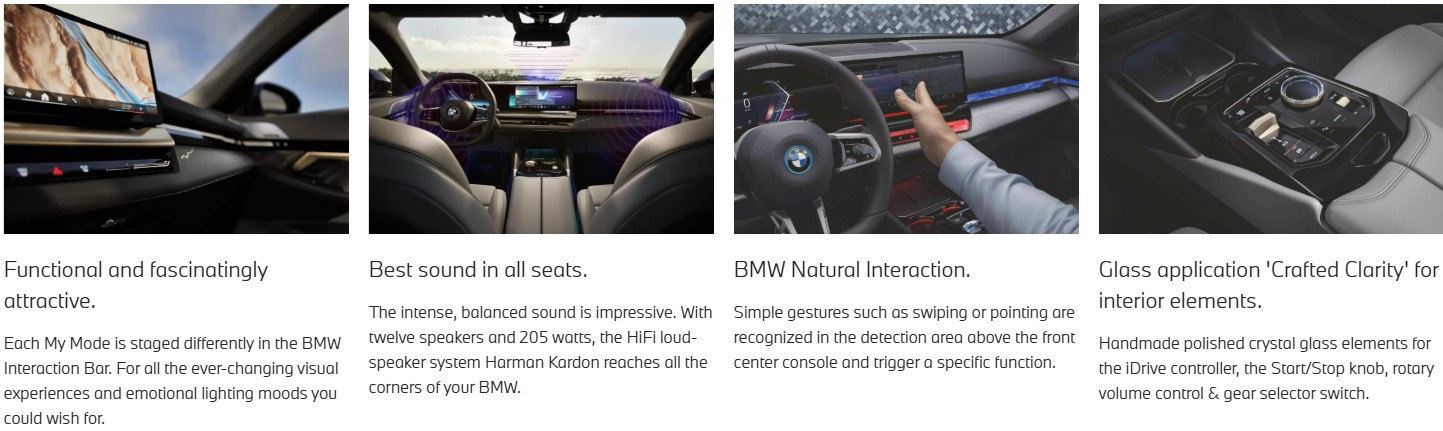 Functional and fascinatingly
attractive.
Each My Mode is staged differently in the BMW
Interaction Bar. For all the ever-changing visual
experiences and emotional lighting moods you
could wish for.
Best sound in all seats.
The intense, balanced sound is impressive. With
twelve speakers and 205 watts, the HiFi loud-
speaker system Harman Kardon reaches all the
corners of your BMW.
BMW Natural Interaction.
Simple gestures such as swiping or pointing are
recognized in the detection area above the front
center console and trigger a specific function.
Glass application 'Crafted Clarity' for
interior elements.
Handmade polished crystal glass elements for
the iDrive controller, the Start/Stop knob, rotary
volume control & gear selector switch.